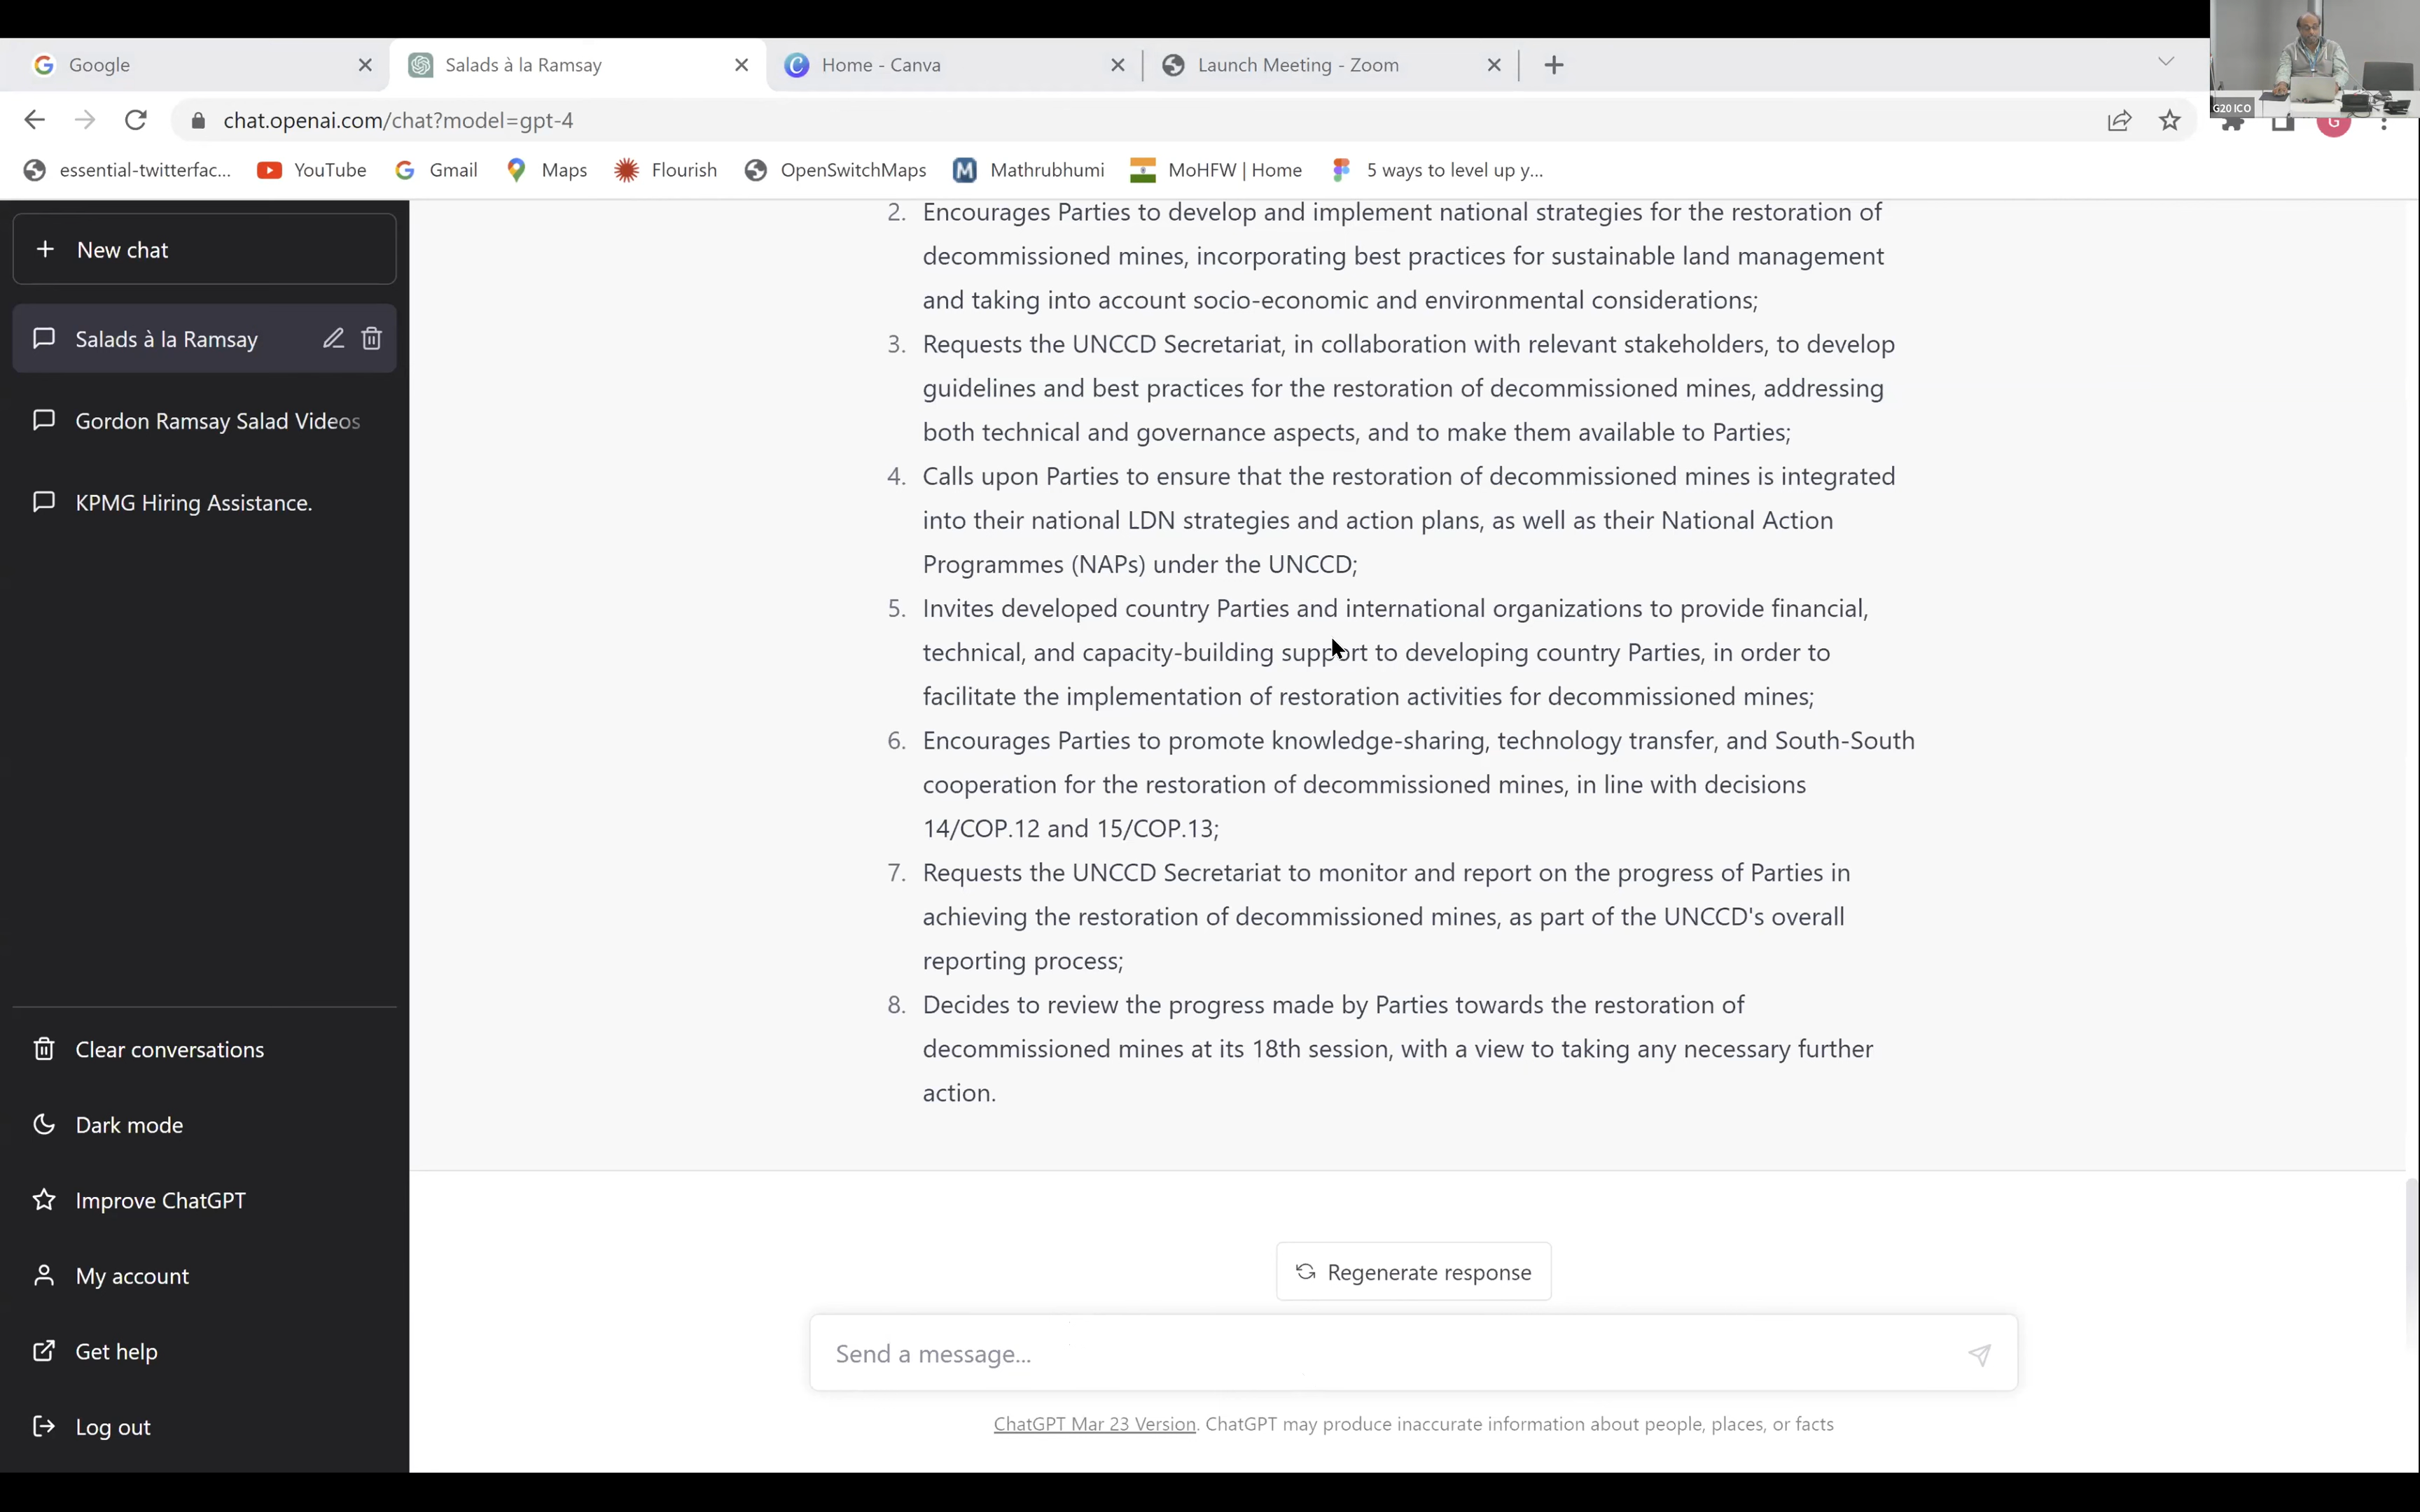 Google
Salads à la Ramsay
Home - Canva
Launch Meeting - Zoom
chat.openai.com/chat?model=gpt-4
G20 ICO
G
essential-twitterfac...
YouTube
Gmail
Maps
Flourish
OpenSwitchMaps
M
Mathrubhumi
MoHFW | Home
5 ways to level up y...
New chat
Salads à la Ramsay
Gordon Ramsay Salad Videos
KPMG Hiring Assistance.
Clear conversations
Dark mode
Improve ChatGPT
My account
Get help
Log out
2. Encourages Parties to develop and implement national strategies for the restoration of
decommissioned mines, incorporating best practices for sustainable land management
and taking into account socio-economic and environmental considerations;
3. Requests the UNCCD Secretariat, in collaboration with relevant stakeholders, to develop
guidelines and best practices for the restoration of decommissioned mines, addressing
both technical and governance aspects, and to make them available to Parties;
4. Calls upon Parties to ensure that the restoration of decommissioned mines is integrated
into their national LDN strategies and action plans, as well as their National Action
Programmes (NAPs) under the UNCCD;
5. Invites developed country Parties and international organizations to provide financial,
technical, and capacity-building support to developing country Parties, in order to
facilitate the implementation of restoration activities for decommissioned mines;
6. Encourages Parties to promote knowledge-sharing, technology transfer, and South-South
cooperation for the restoration of decommissioned mines, in line with decisions
14/COP.12 and 15/COP.13;
7. Requests the UNCCD Secretariat to monitor and report on the progress of Parties in
achieving the restoration of decommissioned mines, as part of the UNCCD's overall
reporting process;
8. Decides to review the progress made by Parties towards the restoration of
decommissioned mines at its 18th session, with a view to taking any necessary further
action.
Regenerate response
Send a message...
ChatGPT Mar 23 Version. ChatGPT may produce inaccurate information about people, places, or facts